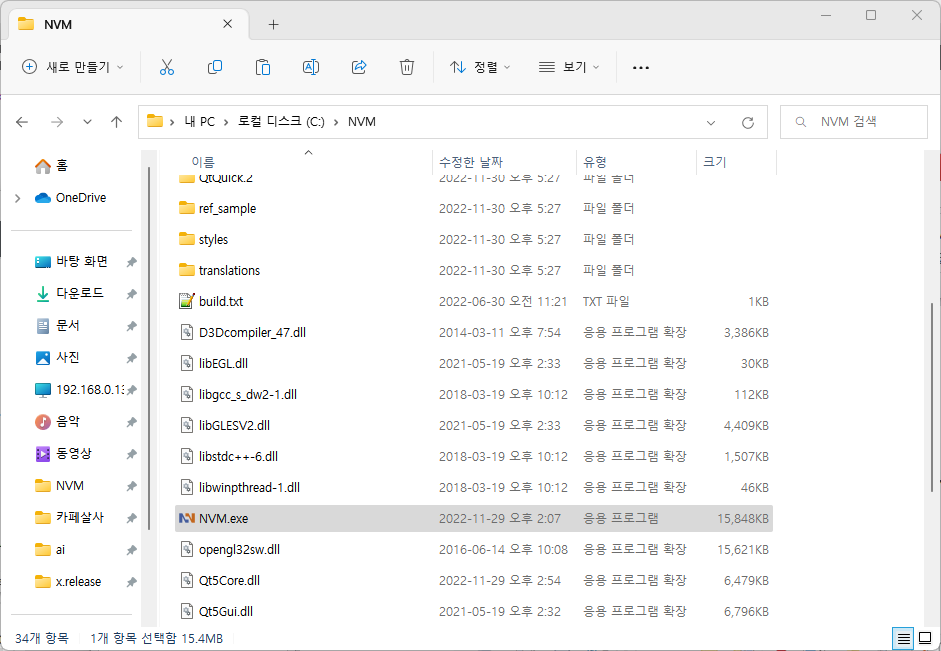 NVM
새로 만들기
정렬
보기
내 PC > 로컬 디스크 (C:) > NVM
NVM 검색
홈
OneDrive
바탕 화면
다운로드
문서
사진
192.168.0.13
음악
동영상
NVM
카페살사
ai
x.release
이름 수정한 날짜 유형 크기
QtQuick.2 2022-11-30 오후 5:27 파일 폴더
ref_sample 2022-11-30 오후 5:27 파일 폴더
styles 2022-11-30 오후 5:27 파일 폴더
translations 2022-11-30 오후 5:27 파일 폴더
build.txt 2022-06-30 오전 11:21 TXT 파일 1KB
D3Dcompiler_47.dll 2014-03-11 오후 7:54 응용 프로그램 확장 3,386KB
libEGL.dll 2021-05-19 오후 2:33 응용 프로그램 확장 30KB
libgcc_s_dw2-1.dll 2018-03-19 오후 10:12 응용 프로그램 확장 112KB
libGLESV2.dll 2021-05-19 오후 2:33 응용 프로그램 확장 4,409KB
libstdc++-6.dll 2018-03-19 오후 10:12 응용 프로그램 확장 1,507KB
libwinpthread-1.dll 2018-03-19 오후 10:12 응용 프로그램 확장 46KB
NVM.exe 2022-11-29 오후 2:07 응용 프로그램 15,848KB
opengl32sw.dll 2016-06-14 오후 10:08 응용 프로그램 확장 15,621KB
Qt5Core.dll 2022-11-29 오후 2:54 응용 프로그램 확장 6,479KB
Qt5Gui.dll 2021-05-19 오후 2:32 응용 프로그램 확장 6,796KB
34개 항목 1개 항목 선택함 15.4MB